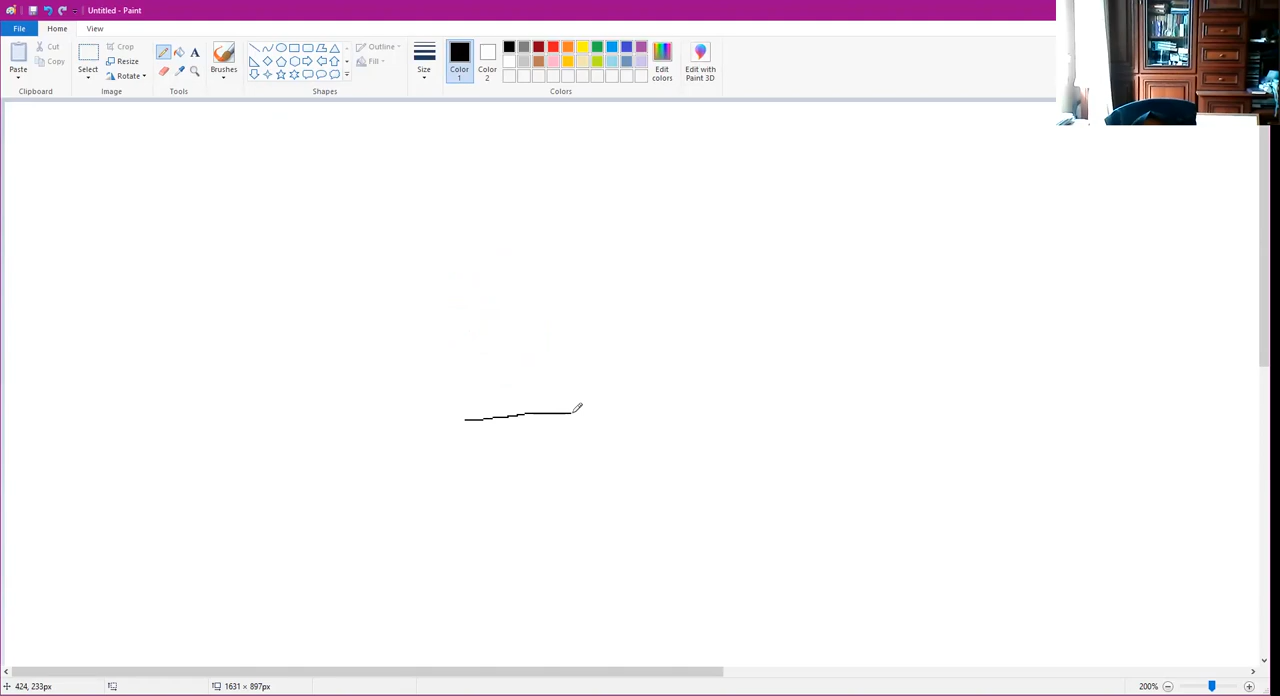 Untitled - Paint
File Home View
Paste Cut Copy Clipboard
Select Crop Resize Rotate Image
Tools
Brushes
Outline Fill Shapes
Size
Color 1 Color 2 Edit colors Colors
Edit with Paint 3D
424, 233px 1631 × 897px 200%